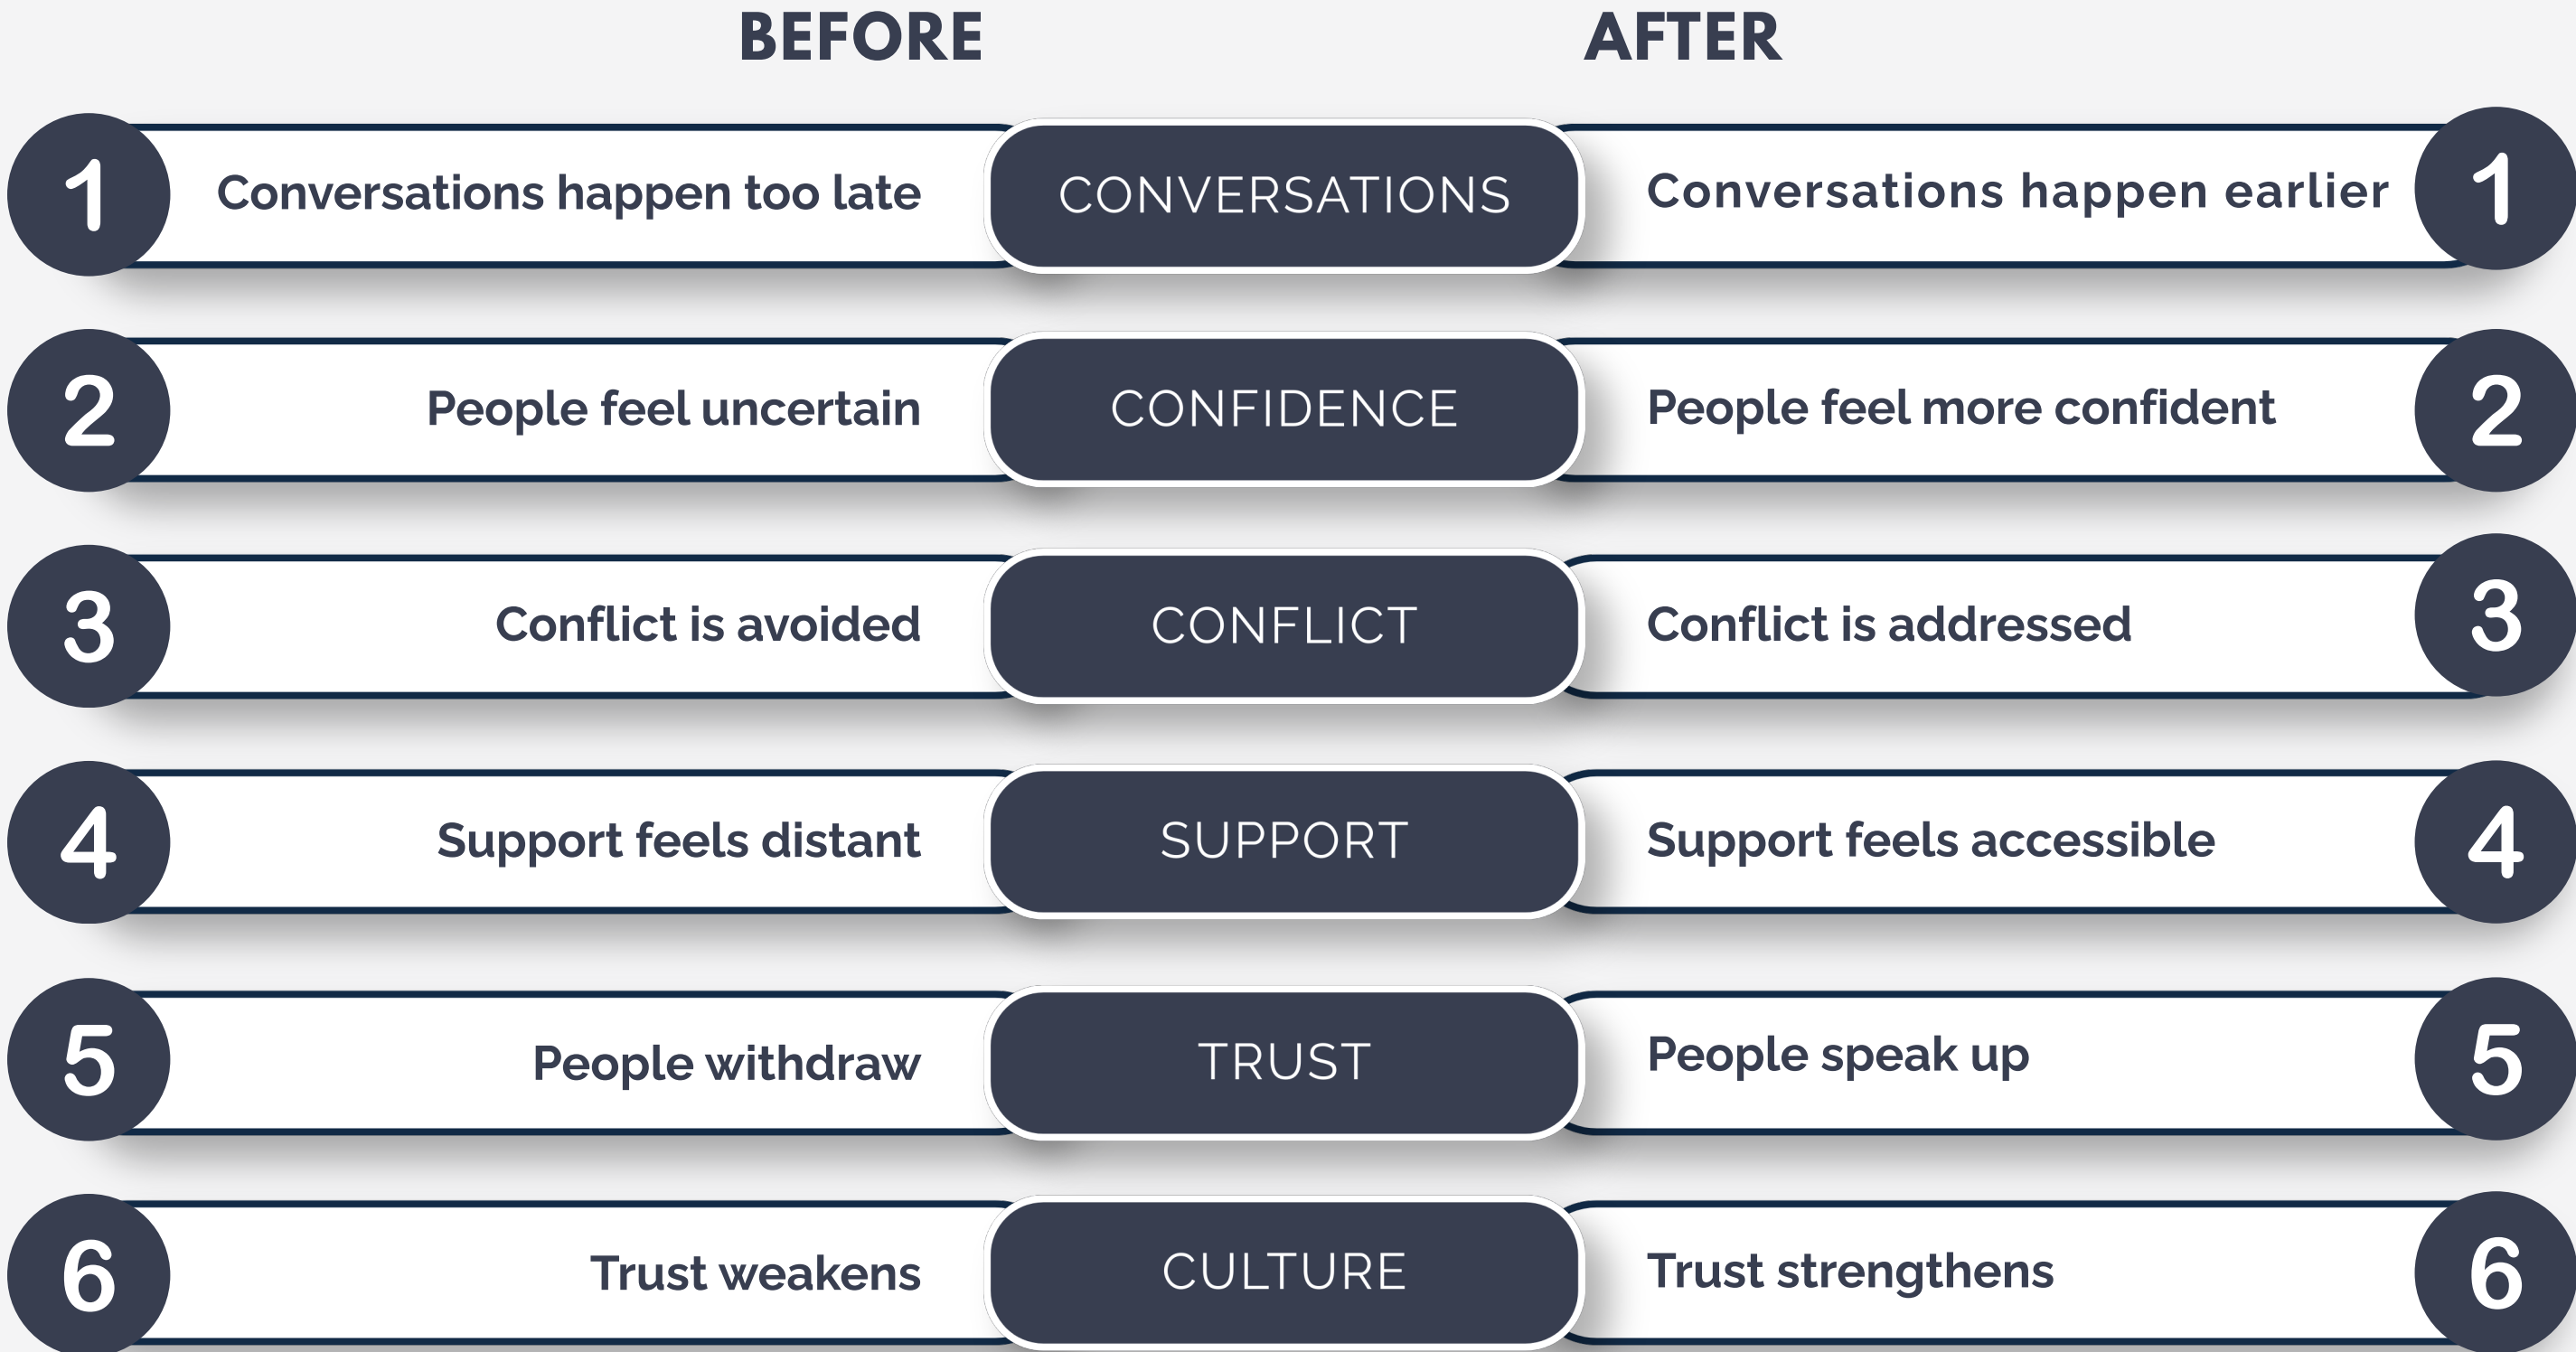 BEFORE AFTER
1 Conversations happen too late CONVERSATIONS Conversations happen earlier 1
2 People feel uncertain CONFIDENCE People feel more confident 2
3 Conflict is avoided CONFLICT Conflict is addressed 3
4 Support feels distant SUPPORT Support feels accessible 4
5 People withdraw TRUST People speak up 5
6 Trust weakens CULTURE Trust strengthens 6